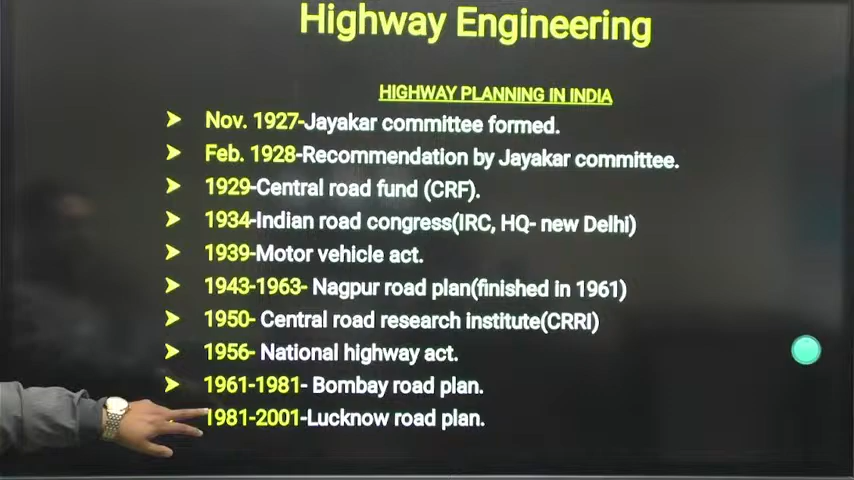 Highway Engineering
HIGHWAY PLANNING IN INDIA
Nov. 1927-Jayakar committee formed.
Feb. 1928-Recommendation by Jayakar committee.
1929-Central road fund (CRF).
1934-Indian road congress(IRC, HQ- new Delhi)
1939-Motor vehicle act.
1943-1963- Nagpur road plan(finished in 1961)
1950- Central road research institute(CRRI)
1956- National highway act.
1961-1981- Bombay road plan.
1981-2001-Lucknow road plan.